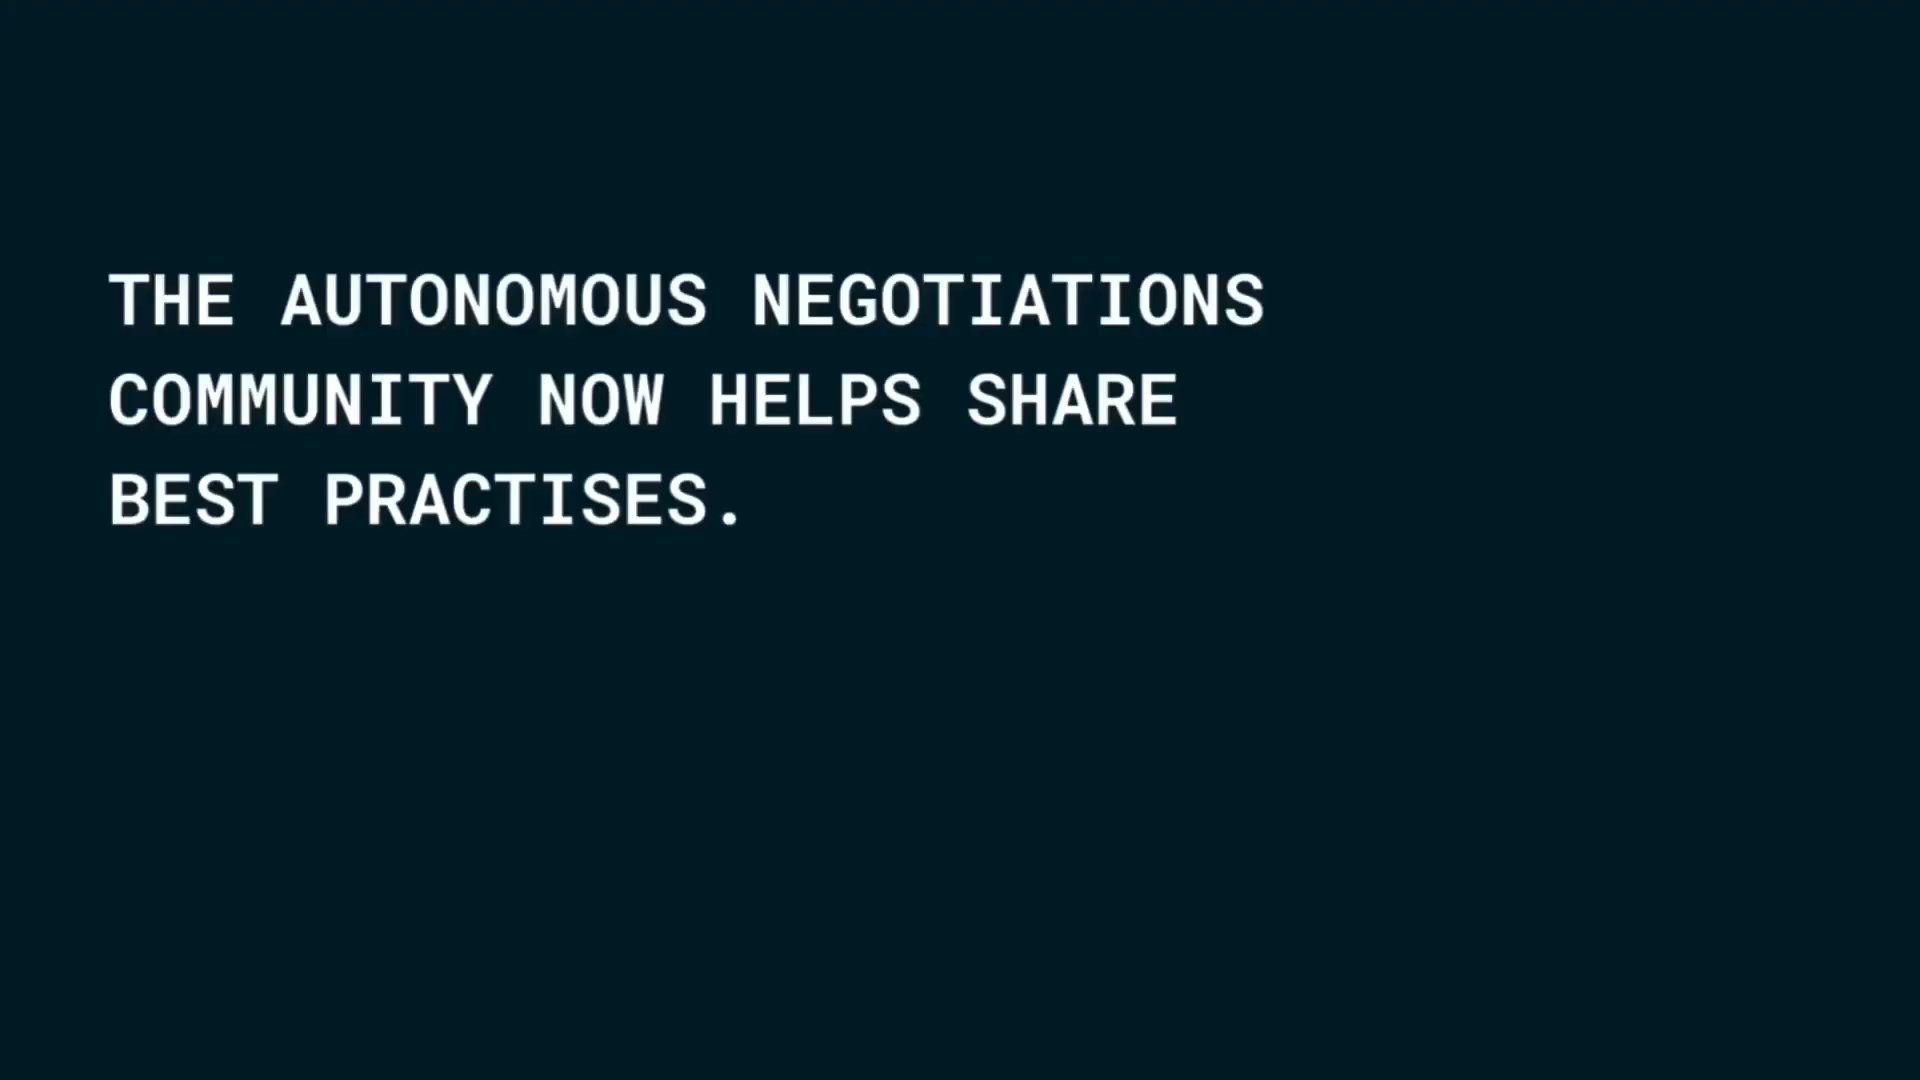 THE AUTONOMOUS NEGOTIATIONS
COMMUNITY NOW HELPS SHARE
BEST PRACTISES.